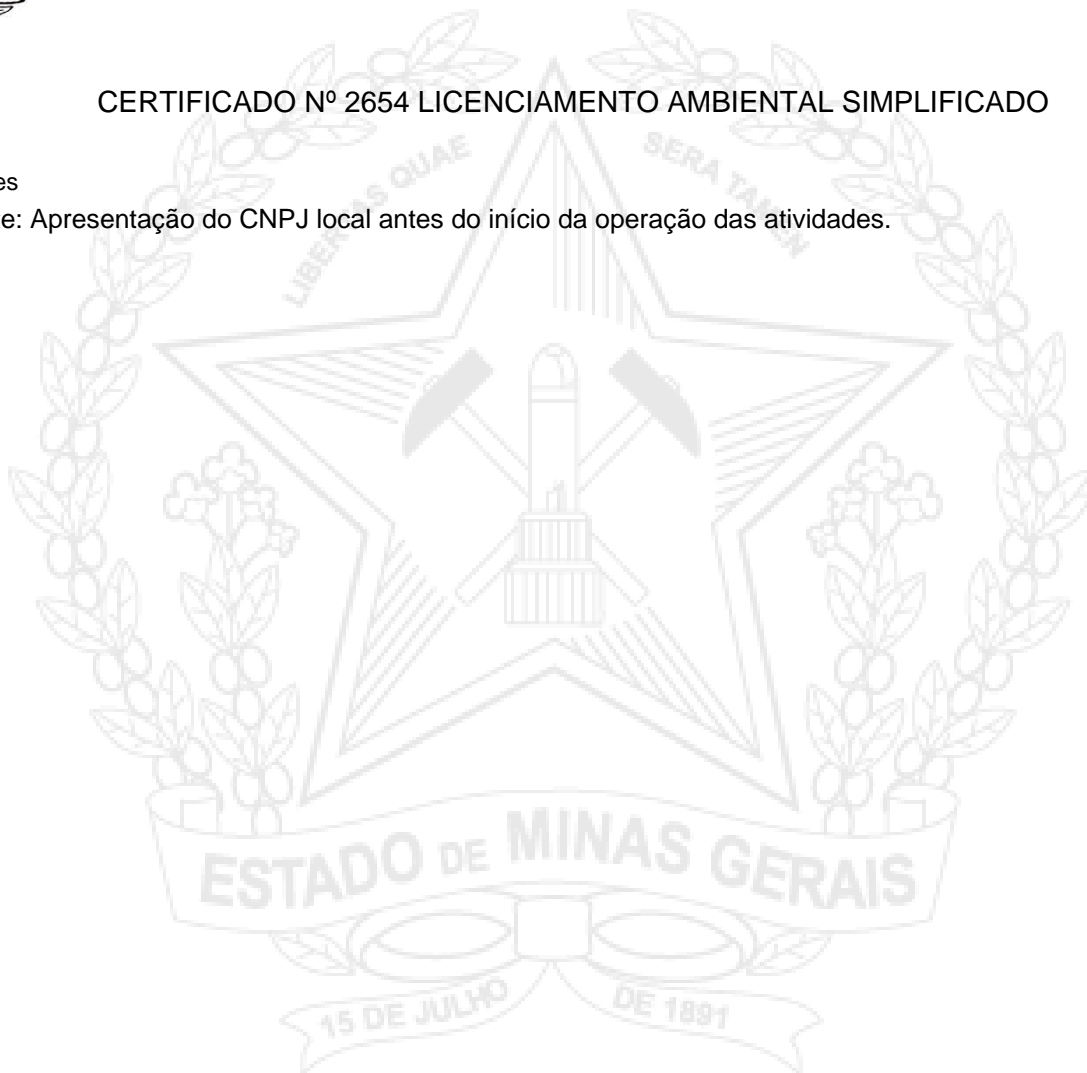 CERTIFICADO Nº 2654 LICENCIAMENTO AMBIENTAL SIMPLIFICADO
es
e: Apresentação do CNPJ local antes do início da operação das atividades.
LIBERTAS QUAE SERA TAMEN
ESTADO DE MINAS GERAIS
15 DE JULHO DE 1891